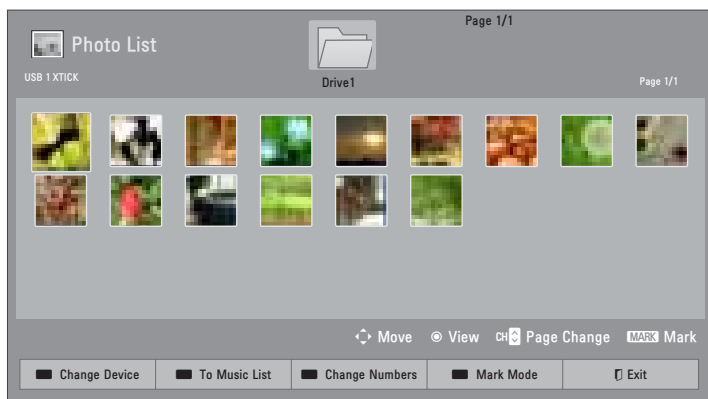 Page 1/1
Photo List
USB 1 XTICK
Drive1
Page 1/1
Move View CH Page Change MARK Mark
Change Device To Music List Change Numbers Mark Mode Exit